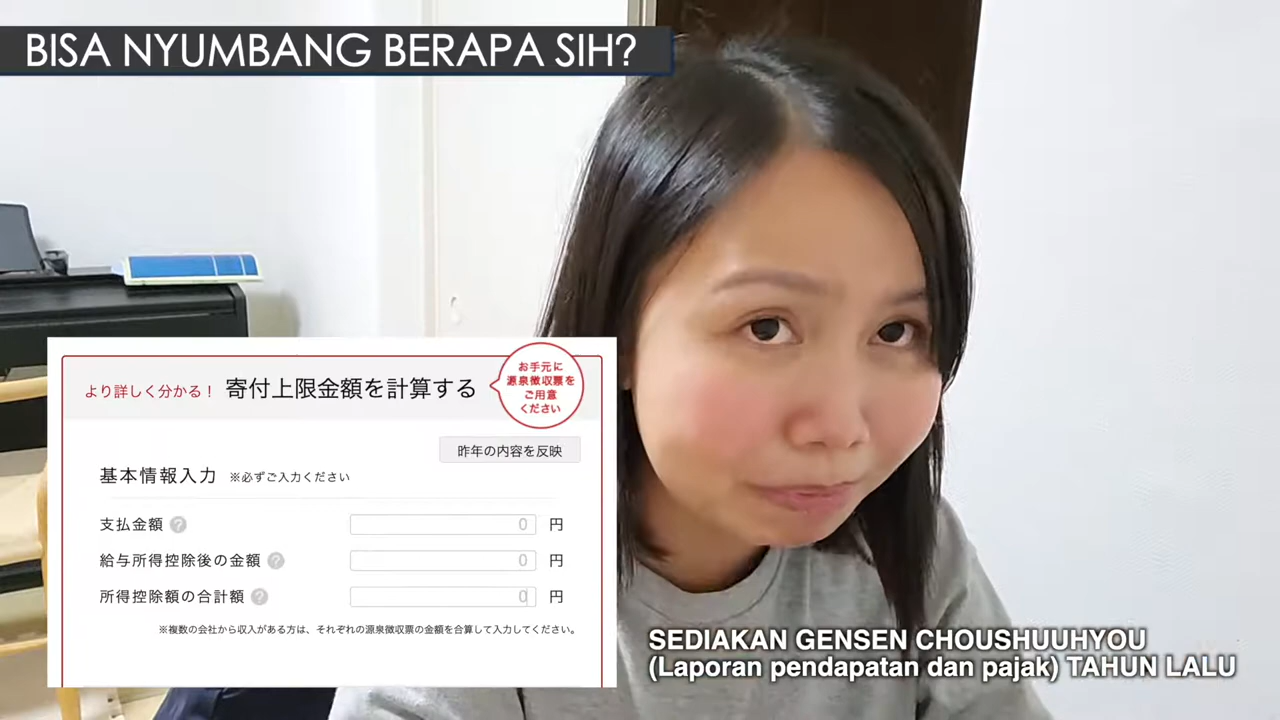 BISA NYUMBANG BERAPA SIH?
より詳しく分かる！ 寄付上限金額を計算する
お手元に
源泉徴収票を
ご用意
ください
昨年の内容を反映
基本情報入力 ※必ずご入力ください
支払金額 ? 0 円
給与所得控除後の金額 ? 0 円
所得控除額の合計額 ? 0 円
※複数の会社から収入がある方は、それぞれの源泉徴収票の金額を合算して入力してください。
SEDIAKAN GENSEN CHOUSHUUHYOU
(Laporan pendapatan dan pajak) TAHUN LALU